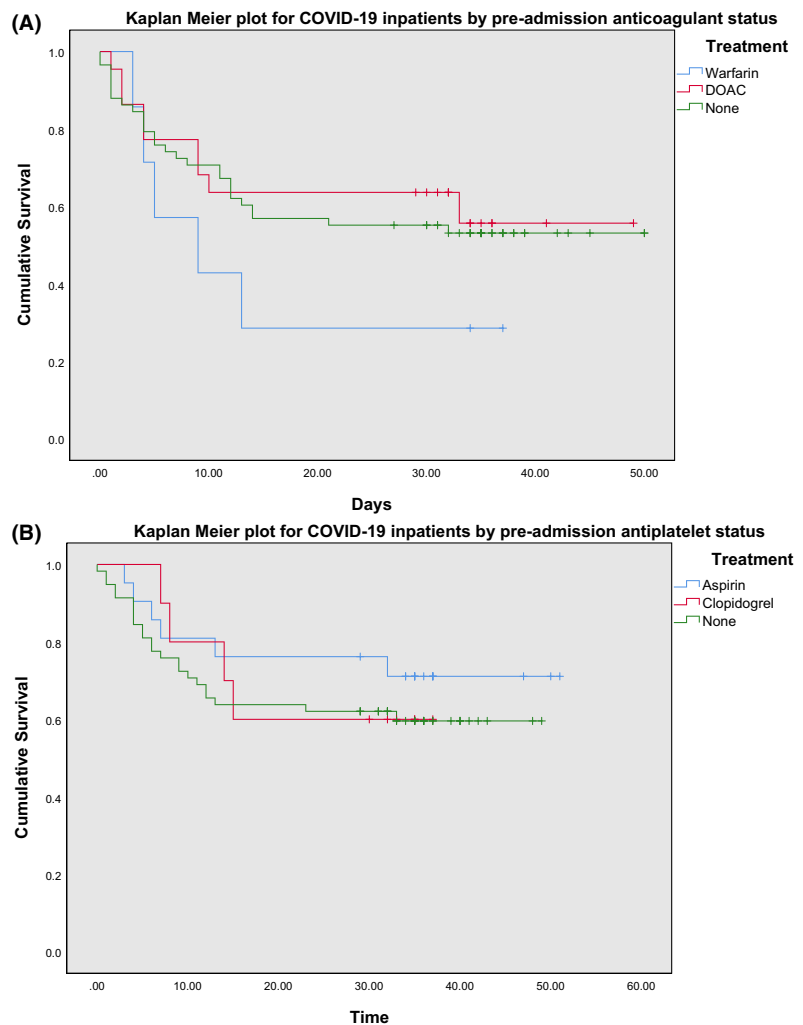 (A)
Kaplan Meier plot for COVID-19 inpatients by pre-admission anticoagulant status
Treatment
Warfarin
DOAC
None
Cumulative Survival
1.0
0.8
0.6
0.4
0.2
0.0
.00 10.00 20.00 30.00 40.00 50.00
Days
(B)
Kaplan Meier plot for COVID-19 inpatients by pre-admission antiplatelet status
Treatment
Aspirin
Clopidogrel
None
Cumulative Survival
1.0
0.8
0.6
0.4
0.2
0.0
.00 10.00 20.00 30.00 40.00 50.00 60.00
Time